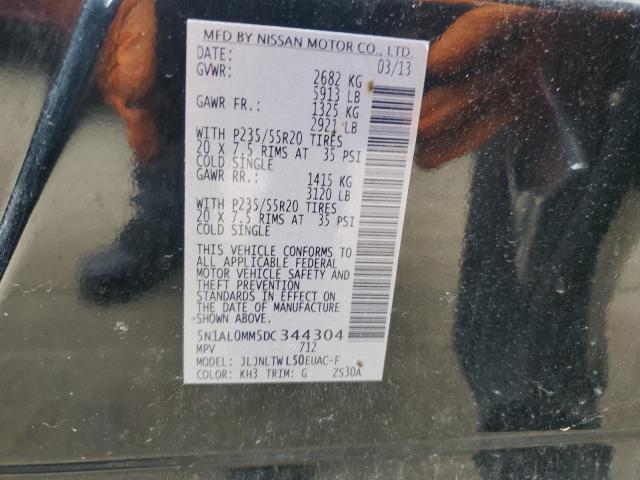 MFD BY NISSAN MOTOR CO., LTD.
DATE: 03/13
GVWR: 2682 KG
5913 LB
GAWR FR.: 1325 KG
2921 LB
WITH P235/55R20 TIRES
20 X 7.5 RIMS AT 35 PSI
COLD SINGLE
GAWR RR.: 1415 KG
3120 LB
WITH P235/55R20 TIRES
20 X 7.5 RIMS AT 35 PSI
COLD SINGLE
THIS VEHICLE CONFORMS TO
ALL APPLICABLE FEDERAL
MOTOR VEHICLE SAFETY AND
THEFT PREVENTION
STANDARDS IN EFFECT ON
THE DATE OF MANUFACTURE
SHOWN ABOVE.
5N1AL0MM5DC344304
MPV 712
MODEL: JLJNLTW L50EUAC-F
COLOR: KH3 TRIM: G ZS30A